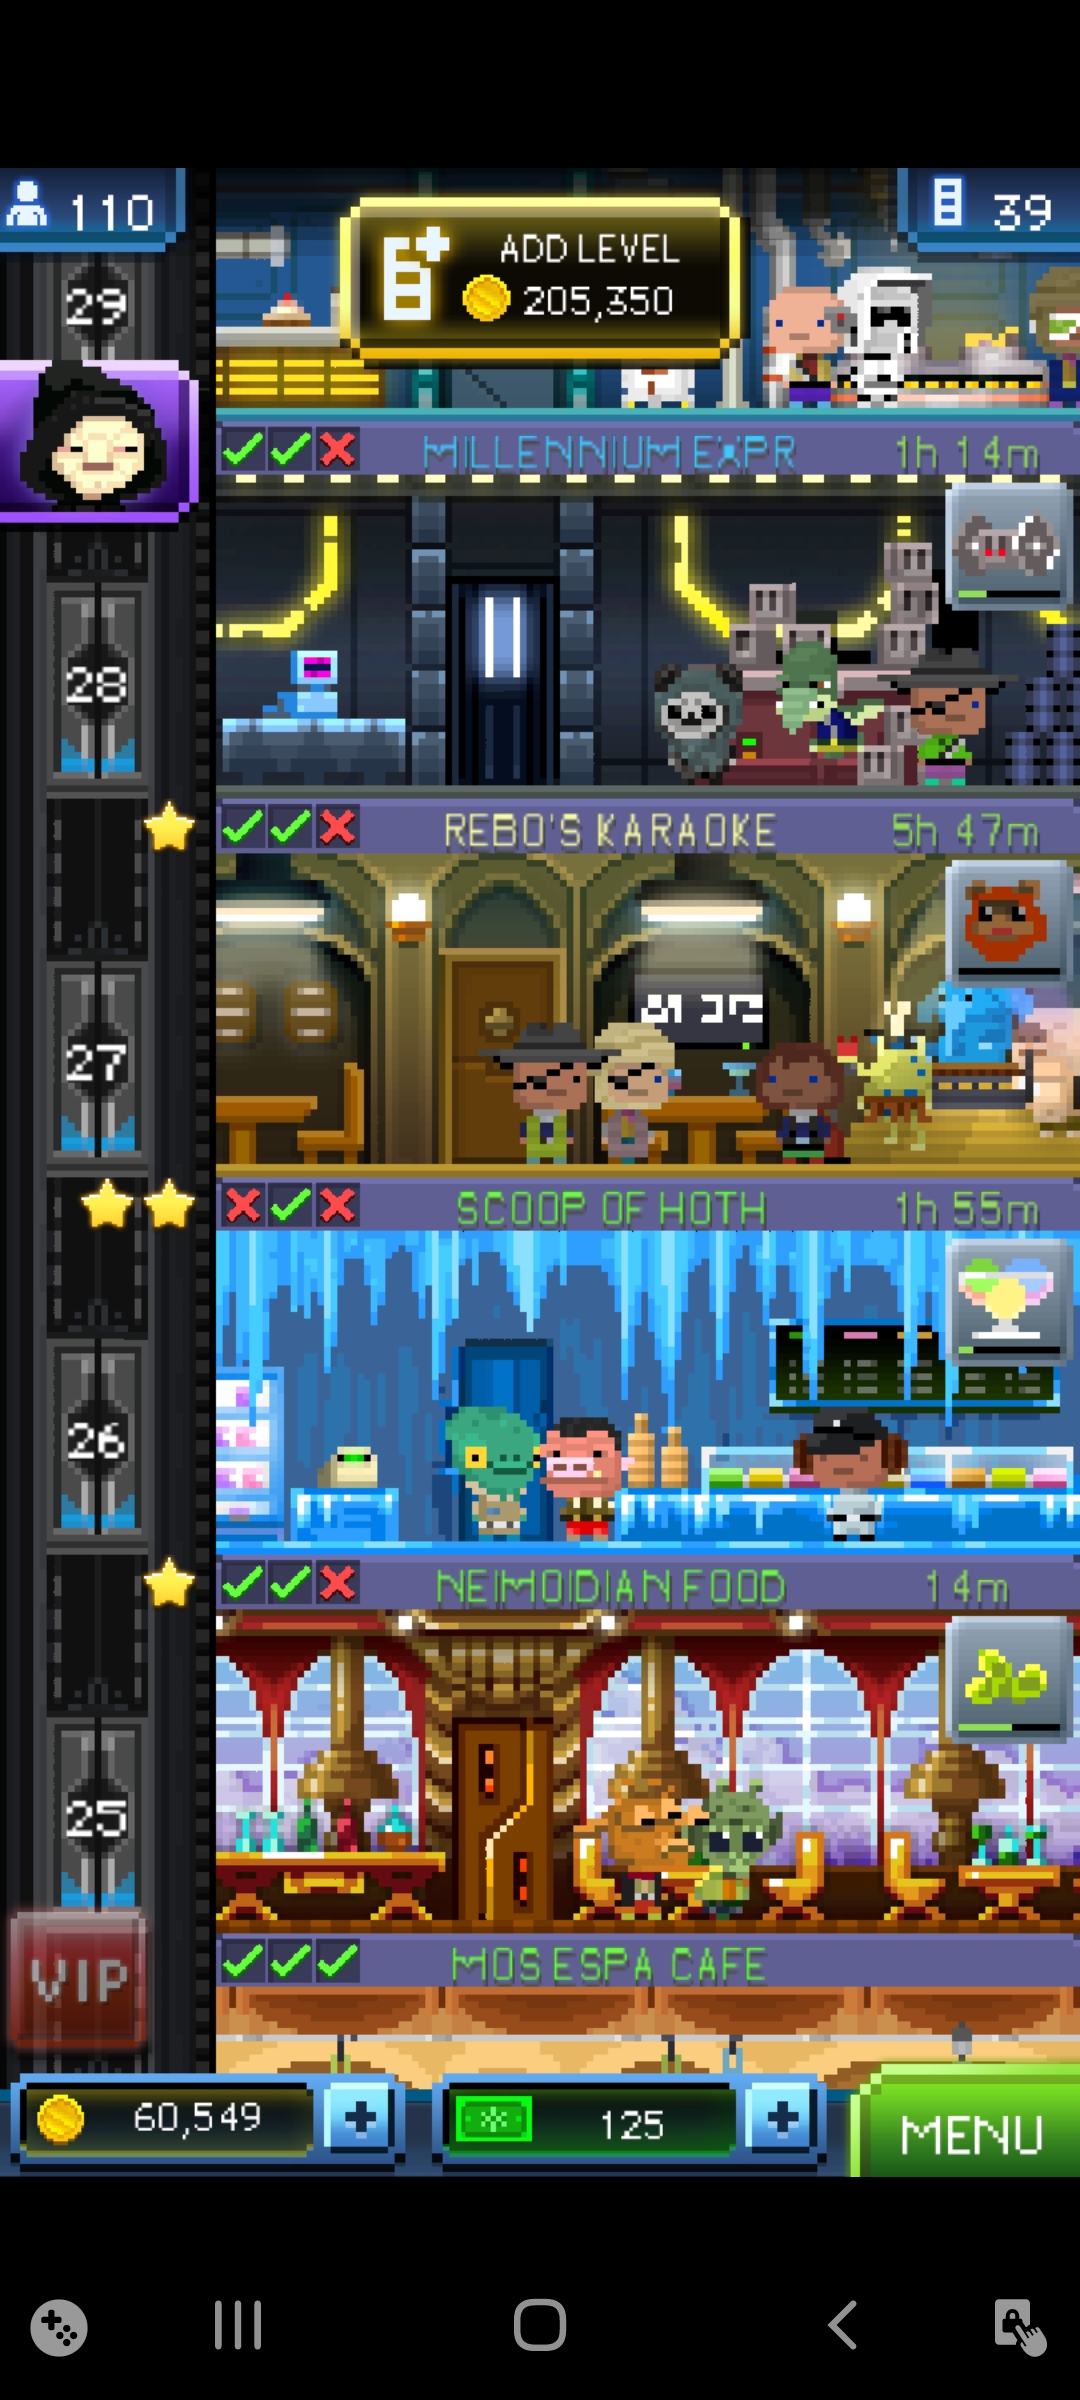 110
ADD LEVEL
205,350
39
29
MILLENNIUM EXPR
1h 14m
28
REBO'S KARAOKE
5h 47m
27
SCOOP OF HOTH
1h 55m
26
NEIMOIDIAN FOOD
14m
25
MOS ESPA CAFE
VIP
60,549
125
MENU